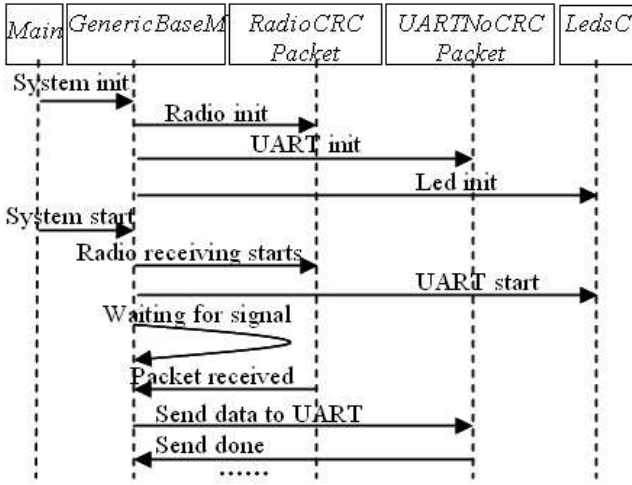 Main
GenericBaseM
RadioCRC
Packet
UARTNoCRC
Packet
LedsC
System init
Radio init
UART init
Led init
System start
Radio receiving starts
UART start
Waiting for signal
Packet received
Send data to UART
Send done
......